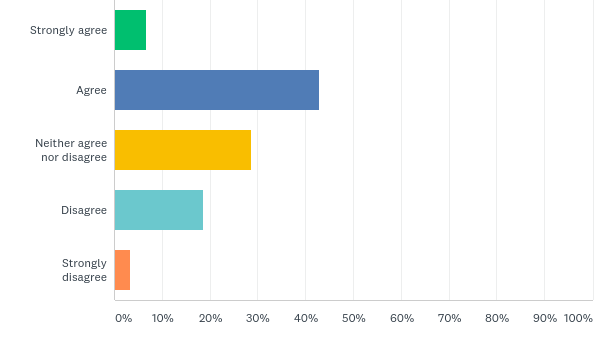 Strongly agree
Agree
Neither agree
nor disagree
Disagree
Strongly
disagree
0% 10% 20% 30% 40% 50% 60% 70% 80% 90% 100%